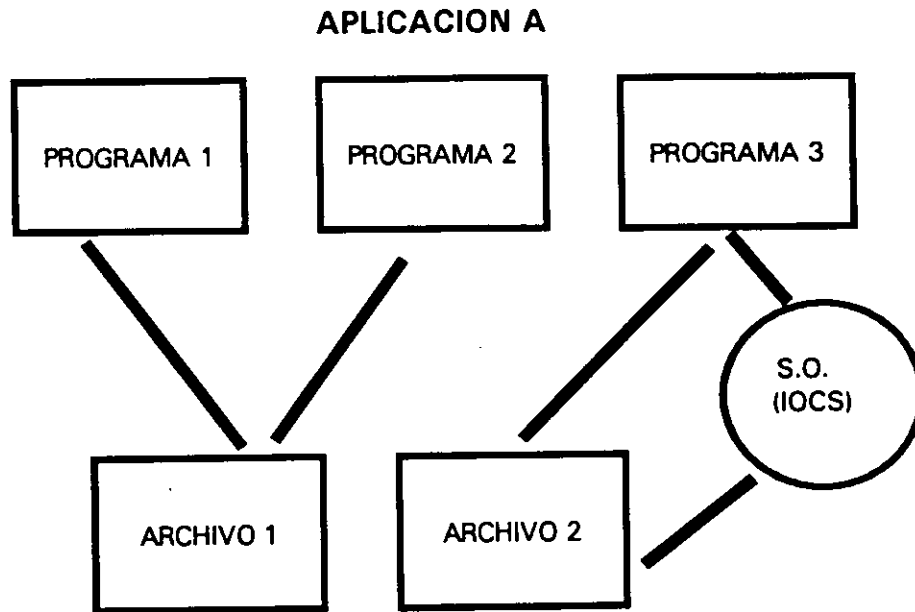 APLICACION A
PROGRAMA 1
PROGRAMA 2
PROGRAMA 3
S.O.
(IOCS)
ARCHIVO 1
ARCHIVO 2